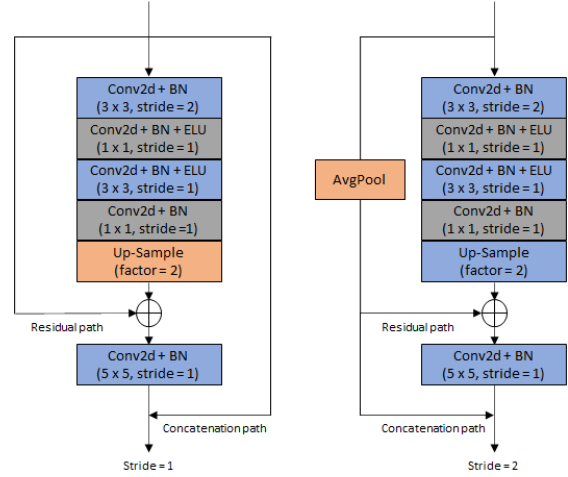 Conv2d + BN
(3 x 3, stride = 2)
Conv2d + BN + ELU
(1 x 1, stride = 1)
Conv2d + BN + ELU
(3 x 3, stride = 1)
Conv2d + BN
(1 x 1, stride =1)
Up-Sample
(factor = 2)
Residual path
Conv2d + BN
(5 x 5, stride = 1)
Concatenation path
Stride = 1
Conv2d + BN
(3 x 3, stride = 2)
Conv2d + BN + ELU
(1 x 1, stride = 1)
AvgPool
Conv2d + BN + ELU
(3 x 3, stride = 1)
Conv2d + BN
(1 x 1, stride = 1)
Up-Sample
(factor = 2)
Residual path
Conv2d + BN
(5 x 5, stride = 1)
Concatenation path
Stride = 2